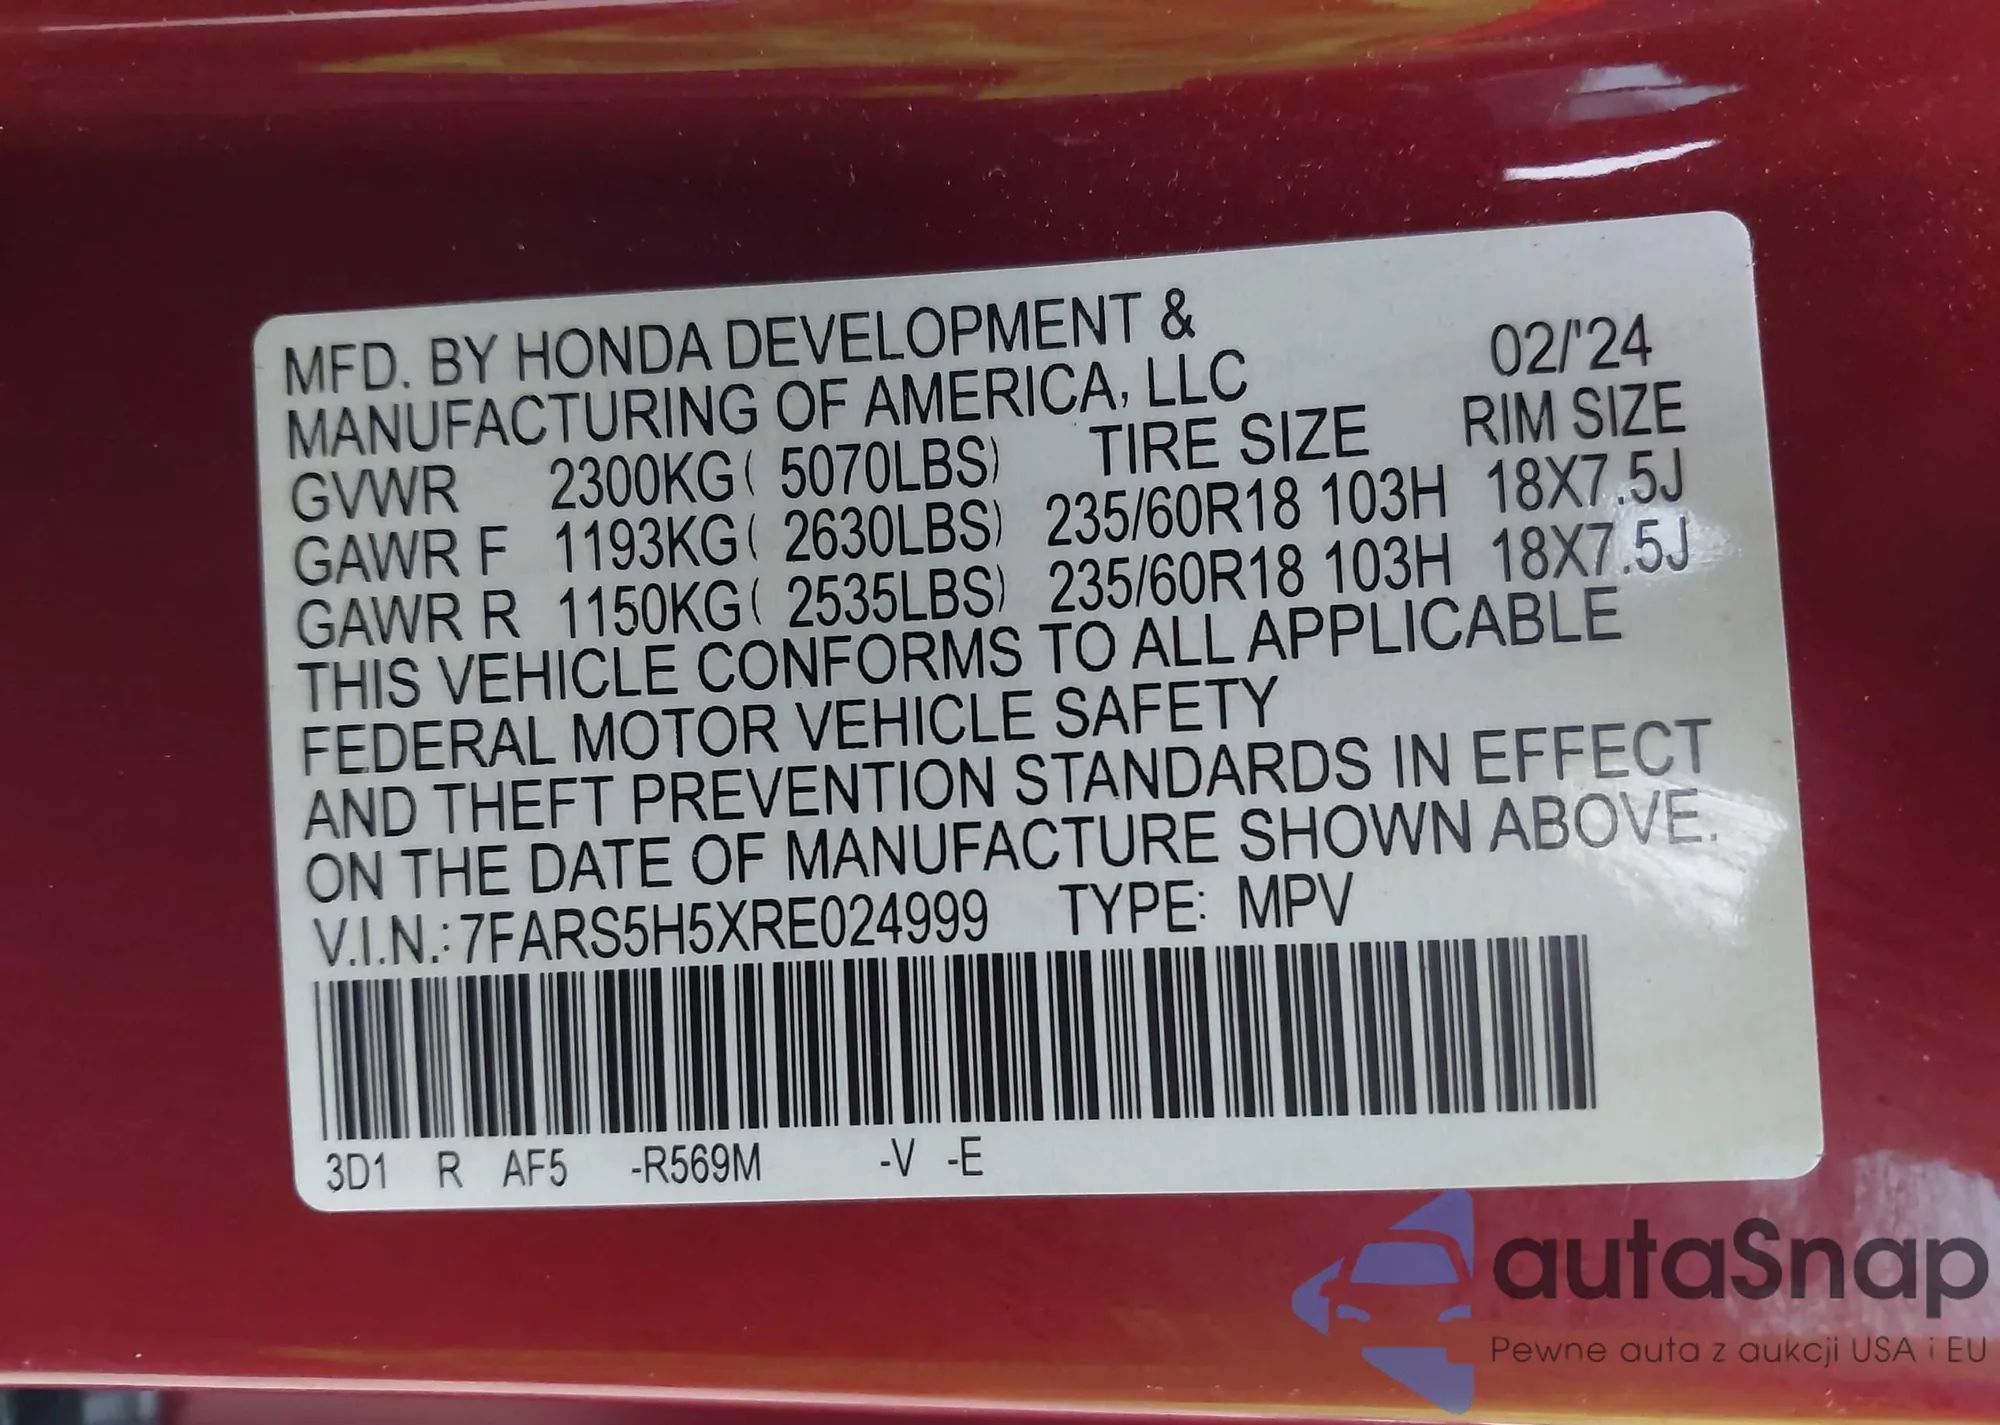 MFD. BY HONDA DEVELOPMENT &
MANUFACTURING OF AMERICA, LLC 02/'24
GVWR 2300KG( 5070LBS) TIRE SIZE RIM SIZE
GAWR F 1193KG( 2630LBS) 235/60R18 103H 18X7.5J
GAWR R 1150KG( 2535LBS) 235/60R18 103H 18X7.5J
THIS VEHICLE CONFORMS TO ALL APPLICABLE
FEDERAL MOTOR VEHICLE SAFETY
AND THEFT PREVENTION STANDARDS IN EFFECT
ON THE DATE OF MANUFACTURE SHOWN ABOVE.
V.I.N.: 7FARS5H5XRE024999 TYPE: MPV
3D1 R AF5 -R569M -V -E
autaSnap
Pewne auta z aukcji USA i EU